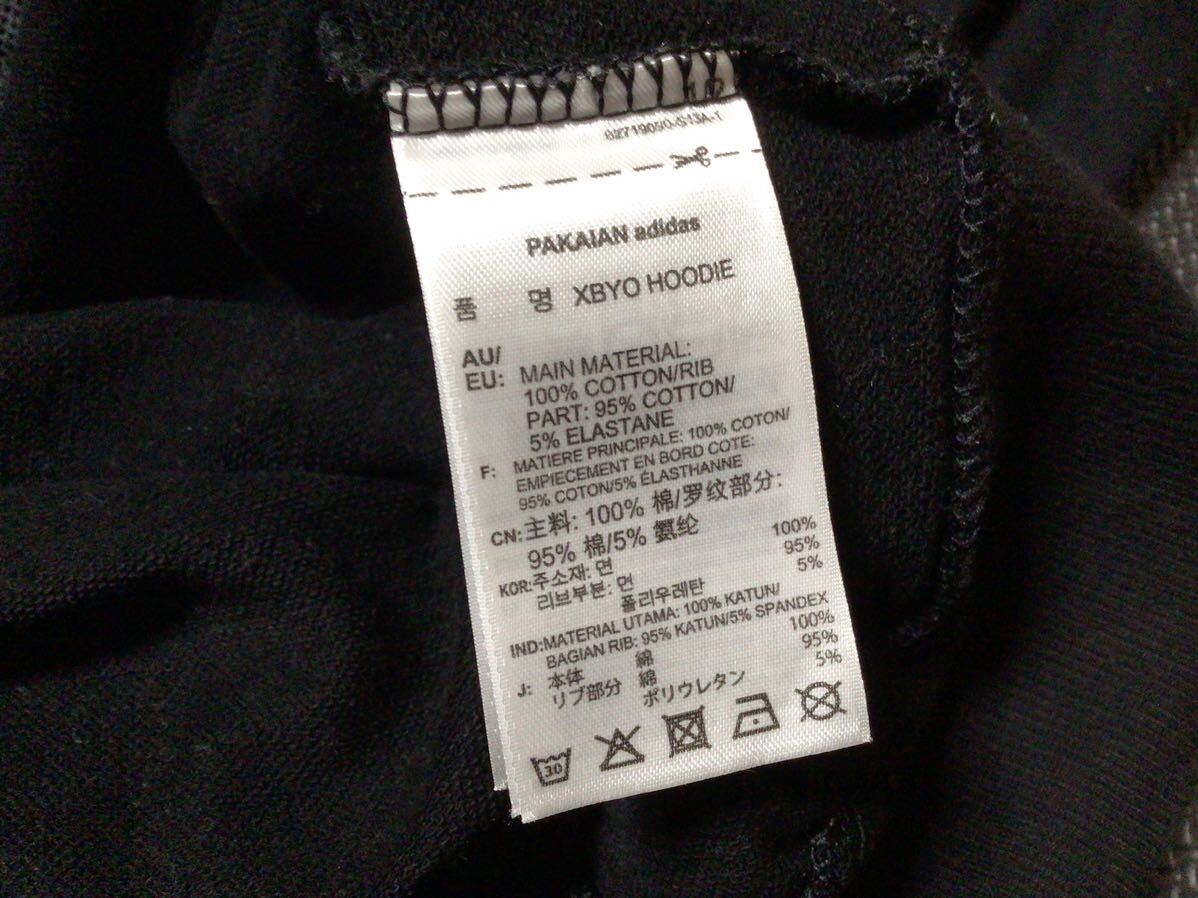 PAKAIAN adidas
품 명 XBYO HOODIE
AU/
EU: MAIN MATERIAL:
100% COTTON/RIB
PART: 95% COTTON/
5% ELASTANE
F: MATIERE PRINCIPALE: 100% COTON/
EMPIECEMENT EN BORD COTE:
95% COTON/5% ÉLASTHANNE
CN: 主料: 100% 棉/罗纹部分:
95% 棉/5% 氨纶
KOR: 주소재: 면 100%
리브부분: 면 95%
폴리우레탄 5%
IND: MATERIAL UTAMA: 100% KATUN/
BAGIAN RIB: 95% KATUN/5% SPANDEX
J: 本体 綿 100%
リブ部分 綿 95%
ポリウレタン 5%
30